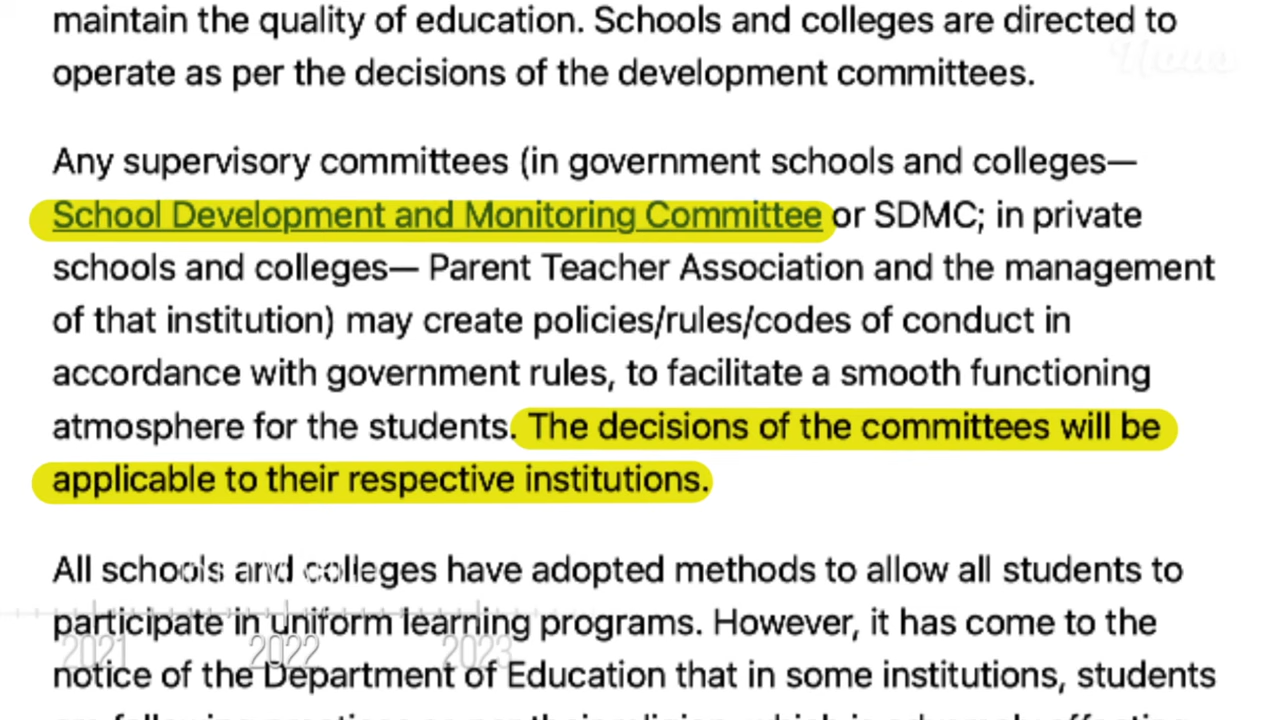 maintain the quality of education. Schools and colleges are directed to
operate as per the decisions of the development committees.
Any supervisory committees (in government schools and colleges—
School Development and Monitoring Committee or SDMC; in private
schools and colleges— Parent Teacher Association and the management
of that institution) may create policies/rules/codes of conduct in
accordance with government rules, to facilitate a smooth functioning
atmosphere for the students. The decisions of the committees will be
applicable to their respective institutions.
All schools and colleges have adopted methods to allow all students to
participate in uniform learning programs. However, it has come to the
2021 2022 2023
notice of the Department of Education that in some institutions, students